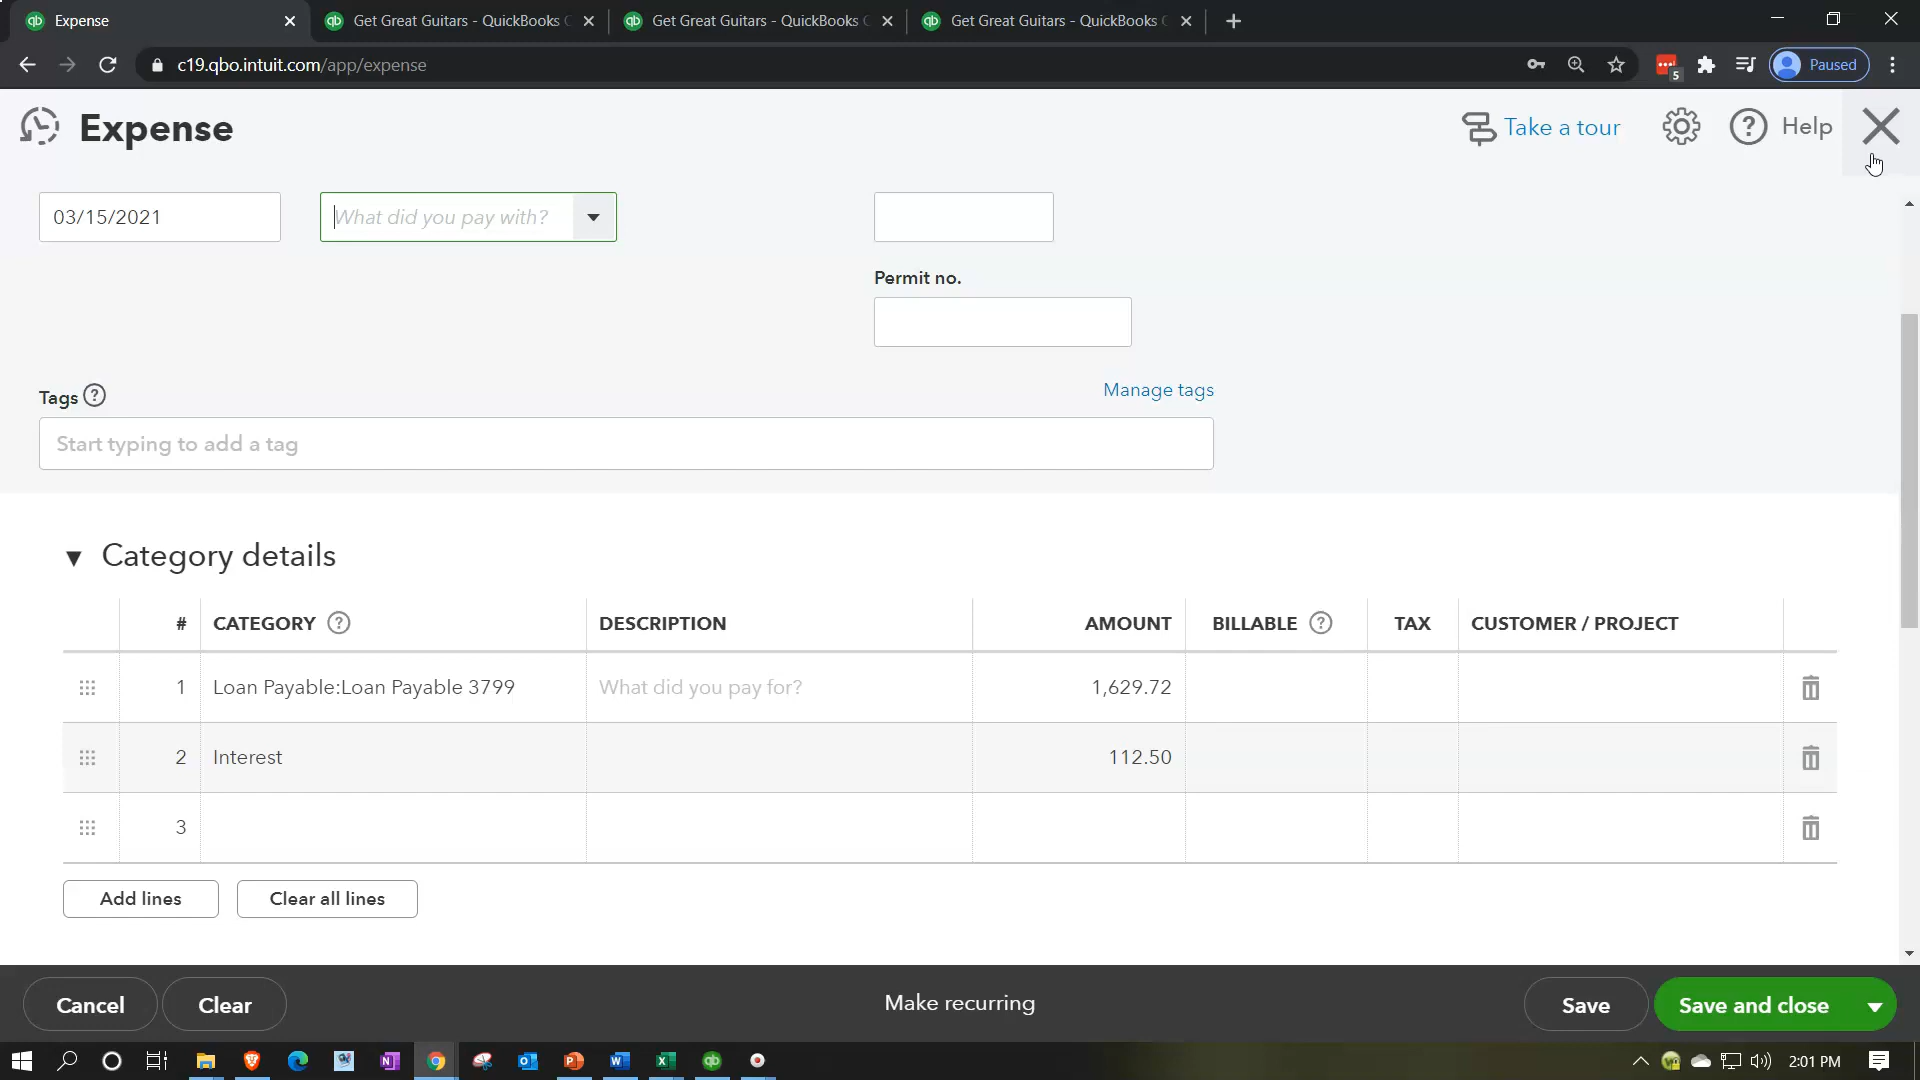 Expense
Get Great Guitars - QuickBooks
Get Great Guitars - QuickBooks
Get Great Guitars - QuickBooks
c19.qbo.intuit.com/app/expense
5
Paused
Expense
Take a tour
Help
03/15/2021
What did you pay with?
Permit no.
Tags
Manage tags
Start typing to add a tag
Category details
# CATEGORY DESCRIPTION AMOUNT BILLABLE TAX CUSTOMER / PROJECT
1 Loan Payable:Loan Payable 3799 What did you pay for? 1,629.72
2 Interest 112.50
3
Add lines Clear all lines
Cancel Clear Make recurring Save Save and close
2:01 PM